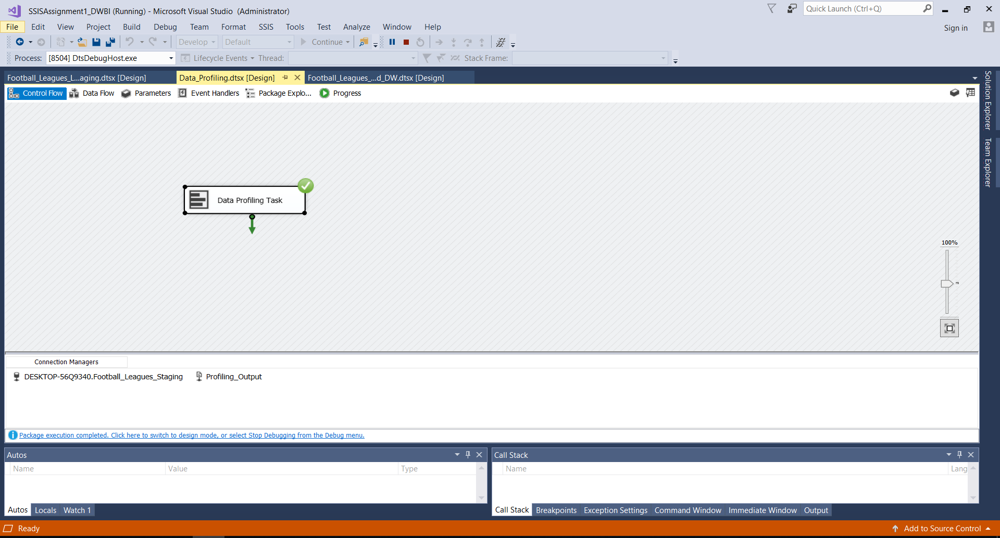 SSISAssignment1_DWBI (Running) - Microsoft Visual Studio (Administrator)
Quick Launch (Ctrl+Q)
File Edit View Project Build Debug Team Format SSIS Tools Test Analyze Window Help
Sign in
Develop Default Continue
Process: [8504] DtsDebugHost.exe Lifecycle Events Thread: Stack Frame:
Football_Leagues_L...aging.dtsx [Design] Data_Profiling.dtsx [Design] Football_Leagues_...d_DW.dtsx [Design]
Control Flow Data Flow Parameters Event Handlers Package Explo... Progress
Solution Explorer
Team Explorer
Data Profiling Task
100%
Connection Managers
DESKTOP-56Q9340.Football_Leagues_Staging Profiling_Output
Package execution completed. Click here to switch to design mode, or select Stop Debugging from the Debug menu.
Autos
Name Value Type
Autos Locals Watch 1
Call Stack
Name Lang
Call Stack Breakpoints Exception Settings Command Window Immediate Window Output
Ready
Add to Source Control